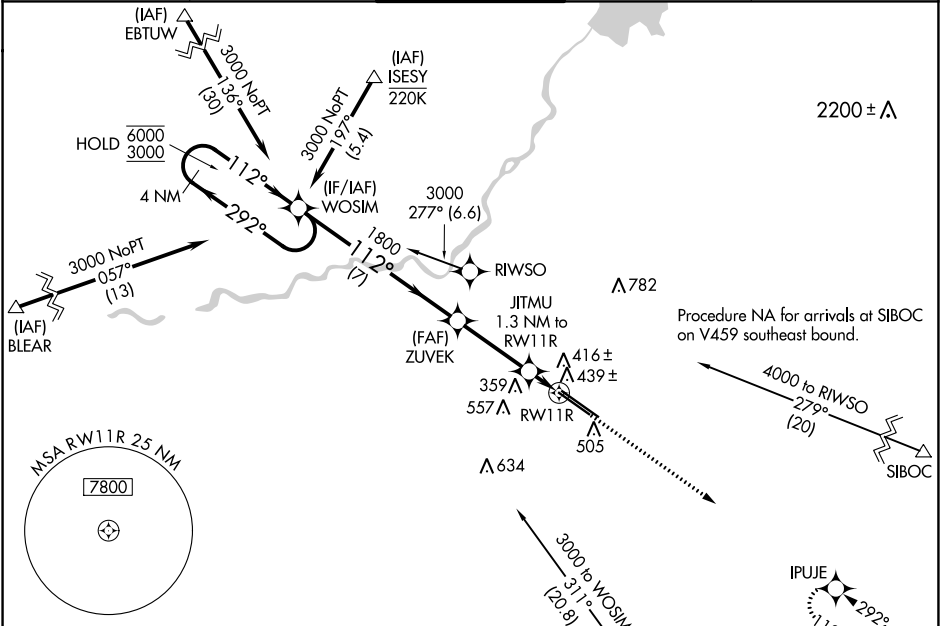 (IAF)
EBTUW
3000 NoPT
136°
(30)
(IAF)
ISESY
220K
3000 NoPT
197°
(5.4)
2200 ±
HOLD
6000
3000
4 NM
112°
292°
(IF/IAF)
WOSIM
3000
277° (6.6)
1800
112°
(7)
RIWSO
3000 NoPT
057°
(13)
(IAF)
BLEAR
(FAF)
ZUVEK
JITMU
1.3 NM to
RW11R
782
416 ±
439 ±
359
557
RW11R
505
634
Procedure NA for arrivals at SIBOC
on V459 southeast bound.
4000 to RIWSO
279°
(20)
SIBOC
MSA RW11R 25 NM
7800
3000 to WOSIM
311°
(20.8)
IPUJE
292°